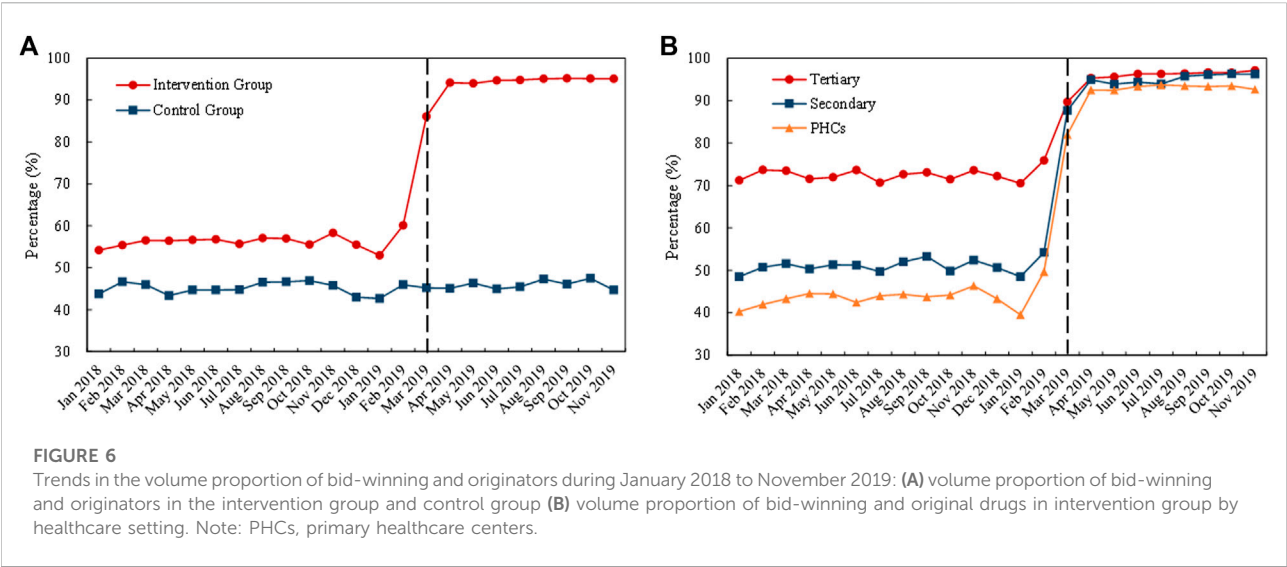 A
100
90
80
70
60
50
40
30
Percentage (%)
Intervention Group
Control Group
Jan 2018
Feb 2018
Mar 2018
Apr 2018
May 2018
Jun 2018
Jul 2018
Aug 2018
Sep 2018
Oct 2018
Nov 2018
Dec 2018
Jan 2019
Feb 2019
Mar 2019
Apr 2019
May 2019
Jun 2019
Jul 2019
Aug 2019
Sep 2019
Oct 2019
Nov 2019
B
100
90
80
70
60
50
40
30
Percentage (%)
Tertiary
Secondary
PHCs
Jan 2018
Feb 2018
Mar 2018
Apr 2018
May 2018
Jun 2018
Jul 2018
Aug 2018
Sep 2018
Oct 2018
Nov 2018
Dec 2018
Jan 2019
Feb 2019
Mar 2019
Apr 2019
May 2019
Jun 2019
Jul 2019
Aug 2019
Sep 2019
Oct 2019
Nov 2019
FIGURE 6
Trends in the volume proportion of bid-winning and originators during January 2018 to November 2019: (A) volume proportion of bid-winning
and originators in the intervention group and control group (B) volume proportion of bid-winning and original drugs in intervention group by
healthcare setting. Note: PHCs, primary healthcare centers.